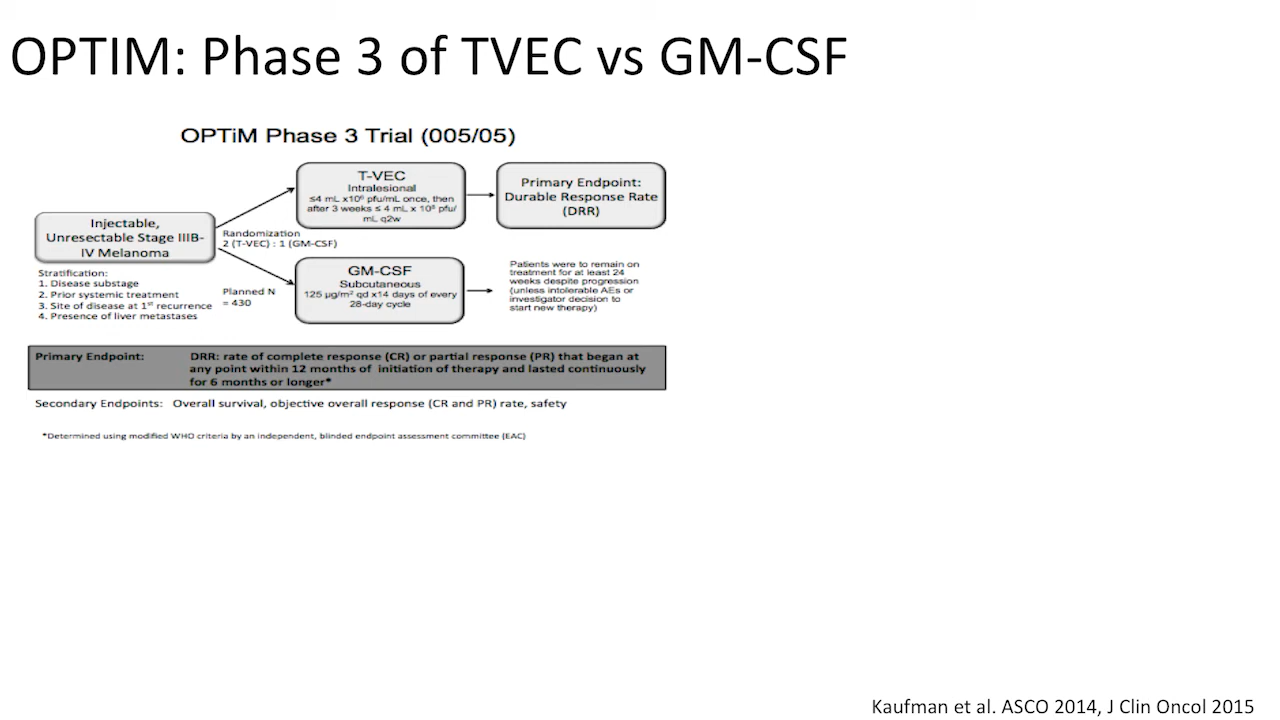 OPTIM: Phase 3 of TVEC vs GM-CSF
OPTiM Phase 3 Trial (005/05)
Injectable,
Unresectable Stage IIIB-
IV Melanoma
Stratification:
1. Disease substage
2. Prior systemic treatment
3. Site of disease at 1st recurrence
4. Presence of liver metastases
Randomization
2 (T-VEC) : 1 (GM-CSF)
Planned N
= 430
T-VEC
Intralesional
≤4 mL x10⁶ pfu/mL once, then
after 3 weeks ≤ 4 mL x 10⁸ pfu/
mL q2w
GM-CSF
Subcutaneous
125 µg/m² qd x14 days of every
28-day cycle
Primary Endpoint:
Durable Response Rate
(DRR)
Patients were to remain on
treatment for at least 24
weeks despite progression
(unless intolerable AEs or
investigator decision to
start new therapy)
Primary Endpoint: DRR: rate of complete response (CR) or partial response (PR) that began at
any point within 12 months of initiation of therapy and lasted continuously
for 6 months or longer*
Secondary Endpoints: Overall survival, objective overall response (CR and PR) rate, safety
*Determined using modified WHO criteria by an independent, blinded endpoint assessment committee (EAC)
Kaufman et al. ASCO 2014, J Clin Oncol 2015